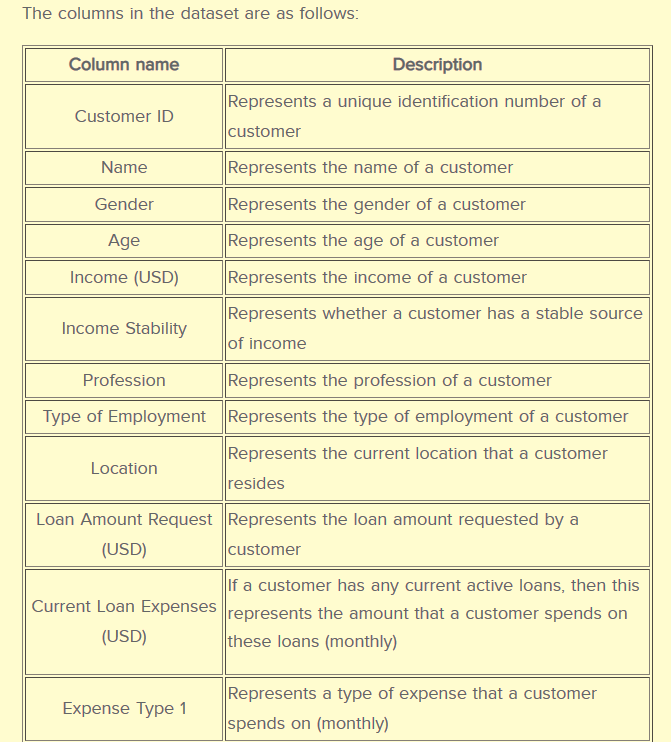 The columns in the dataset are as follows:
Column name
Description
Customer ID
Represents a unique identification number of a
customer
Name
Represents the name of a customer
Gender
Represents the gender of a customer
Age
Represents the age of a customer
Income (USD)
Represents the income of a customer
Income Stability
Represents whether a customer has a stable source
of income
Profession
Represents the profession of a customer
Type of Employment
Represents the type of employment of a customer
Location
Represents the current location that a customer
resides
Loan Amount Request
(USD)
Represents the loan amount requested by a
customer
Current Loan Expenses
(USD)
If a customer has any current active loans, then this
represents the amount that a customer spends on
these loans (monthly)
Expense Type 1
Represents a type of expense that a customer
spends on (monthly)